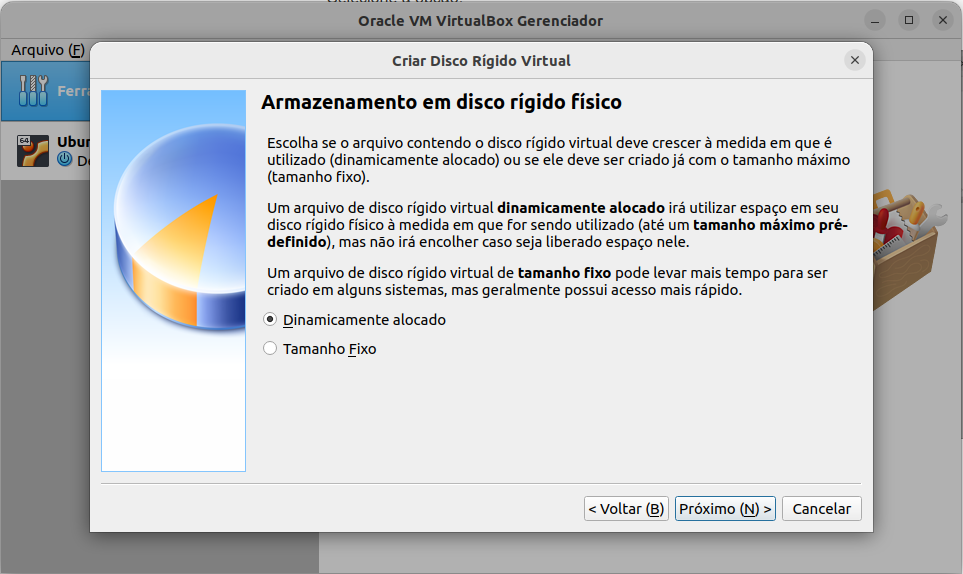 Oracle VM VirtualBox Gerenciador
Arquivo (F)
Criar Disco Rígido Virtual
64
Armazenamento em disco rígido físico
Escolha se o arquivo contendo o disco rígido virtual deve crescer à medida em que é
utilizado (dinamicamente alocado) ou se ele deve ser criado já com o tamanho máximo
(tamanho fixo).
Um arquivo de disco rígido virtual dinamicamente alocado irá utilizar espaço em seu
disco rígido físico à medida em que for sendo utilizado (até um tamanho máximo pré-
definido), mas não irá encolher caso seja liberado espaço nele.
Um arquivo de disco rígido virtual de tamanho fixo pode levar mais tempo para ser
criado em alguns sistemas, mas geralmente possui acesso mais rápido.
Dinamicamente alocado
Tamanho Fixo
< Voltar (B)
Próximo (N) >
Cancelar